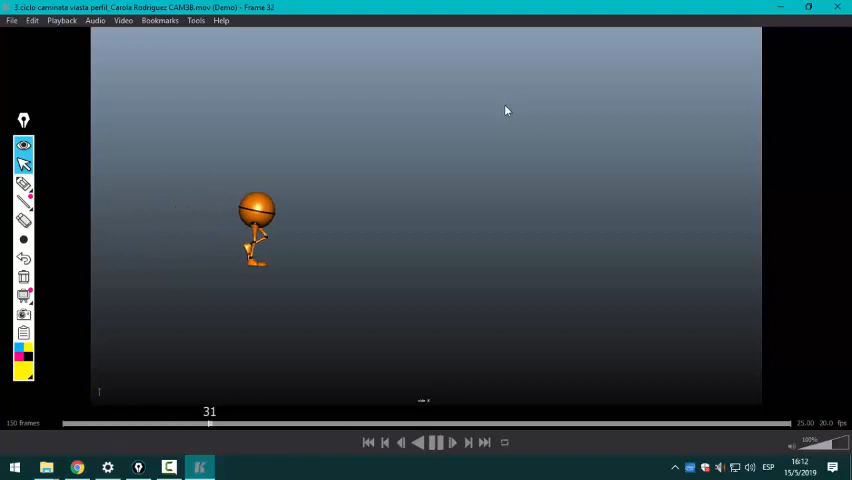 3.ciclo caminata viasta perfil_Carola Rodriguez CAM3B.mov (Demo) - Frame 32
File Edit Playback Audio Video Bookmarks Tools Help
31
150 frames
25.00 20.0 fps
100%
ESP
16:12
15/5/2019